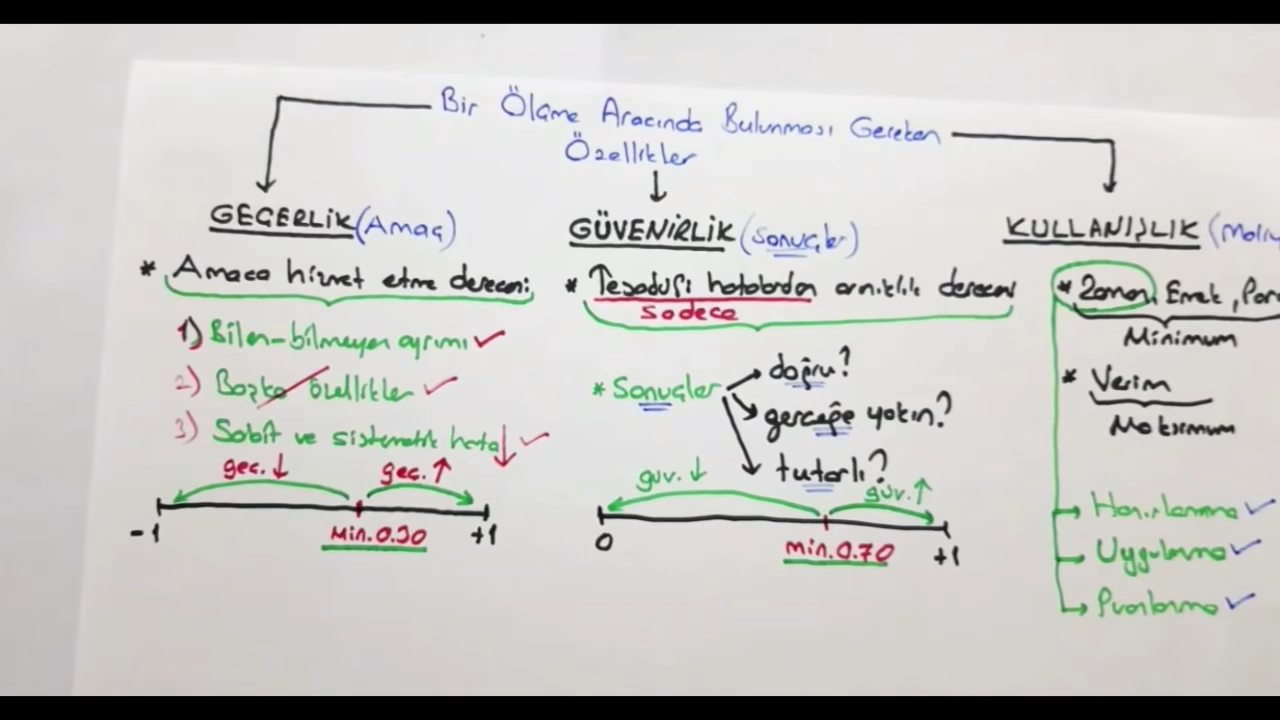 Bir Ölçme Aracında Bulunması Gereken
Özellikler
GEÇERLİK (Amaç)
* Amaca hizmet etme derecesi
1) Bilen-bilmeyen ayrımı ✓
2) Başka özellikler ✓
3) Sabit ve sistematik hata↓ ✓
geç.↓ geç.↑
-1 Min.0.30 +1
GÜVENİRLİK (Sonuçlar)
* Tesadüfi hatalardan arınıklık derecesi
sadece
* Sonuçlar
doğru?
gerçeğe yakın?
tutarlı?
güv.↓ güv.↑
0 min.0.70 +1
KULLANIŞLIK
* Zaman, Emek, Para
Minimum
* Verim
Maksimum
Hazırlanma ✓
Uygulanma ✓
Puanlanma ✓